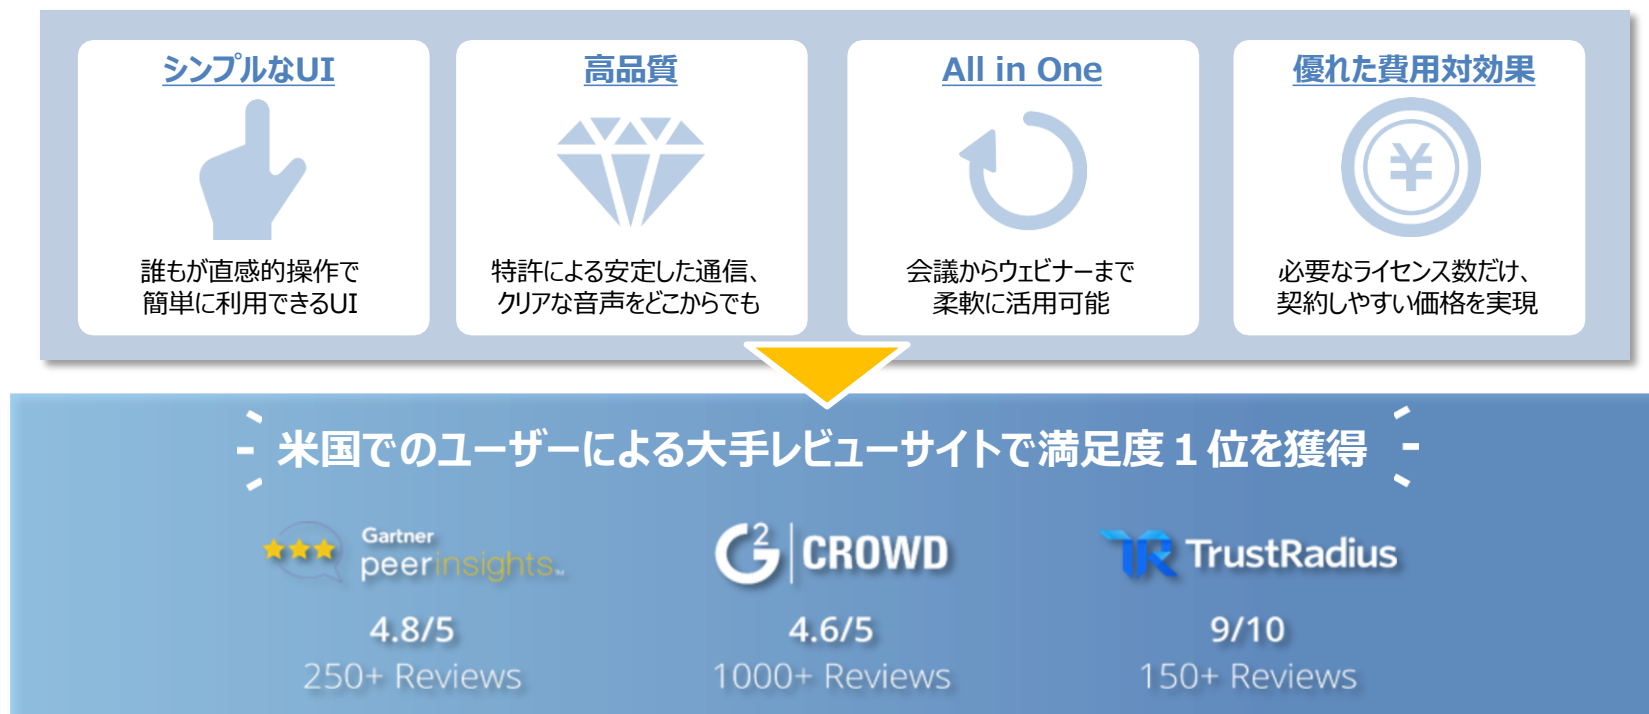 シンプルなUI
誰もが直感的操作で
簡単に利用できるUI
高品質
特許による安定した通信、
クリアな音声をどこからでも
All in One
会議からウェビナーまで
柔軟に活用可能
優れた費用対効果
¥
必要なライセンス数だけ、
契約しやすい価格を実現
米国でのユーザーによる大手レビューサイトで満足度1位を獲得
Gartner
peerinsights™
4.8/5
250+ Reviews
G2 | CROWD
4.6/5
1000+ Reviews
TR TrustRadius
9/10
150+ Reviews